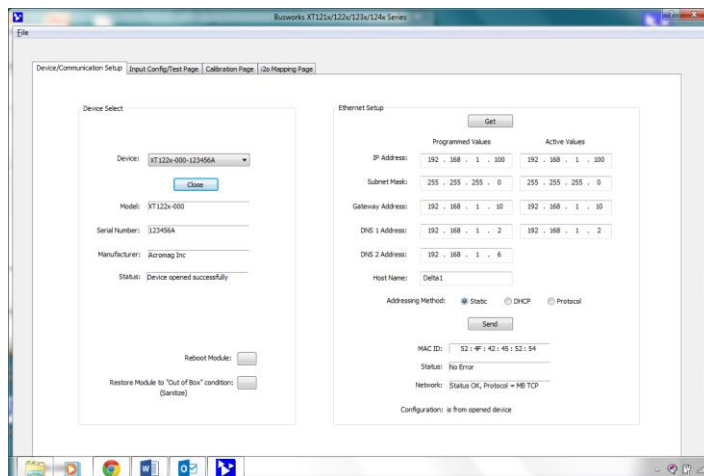 Busworks XT121x/122x/123x/124x Series
File
Device/Communication Setup Input Config/Test Page Calibration Page i2o Mapping Page
Device Select
Device: XT122x-000-123456A
Close
Model: XT122x-000
Serial Number: 123456A
Manufacturer: Acromag Inc
Status: Device opened successfully
Reboot Module:
Restore Module to "Out of Box" condition:
(Sanitize)
Ethernet Setup
Get
Programmed Values Active Values
IP Address: 192 . 168 . 1 . 100 192 . 168 . 1 . 100
Subnet Mask: 255 . 255 . 255 . 0 255 . 255 . 255 . 0
Gateway Address: 192 . 168 . 1 . 10 192 . 168 . 1 . 10
DNS 1 Address: 192 . 168 . 1 . 2 192 . 168 . 1 . 2
DNS 2 Address: 192 . 168 . 1 . 6
Host Name: Delta1
Addressing Method: Static DHCP Protocol
Send
MAC ID: 52 : 4F : 42 : 45 : 52 : 54
Status: No Error
Network: Status OK, Protocol = MB TCP
Configuration: is from opened device